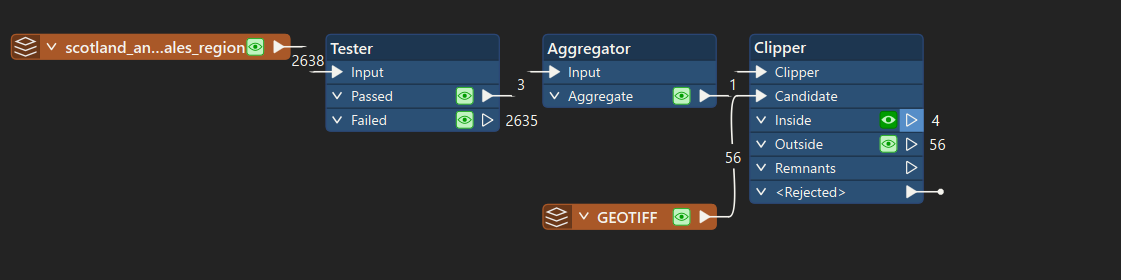 scotland_an...ales_region
2638
Tester
Input
Passed
3
Failed
2635
Aggregator
Input
Aggregate
1
Clipper
Clipper
Candidate
Inside
4
Outside
56
Remnants
<Rejected>
56
GEOTIFF